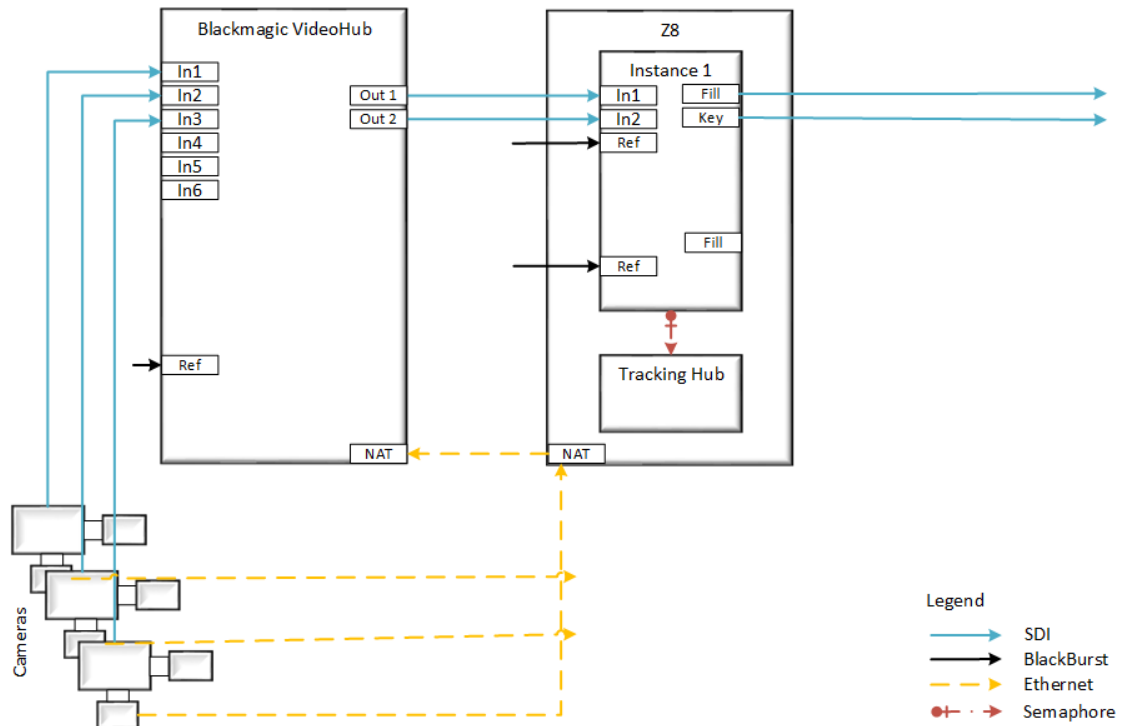 Blackmagic VideoHub
In1
In2
In3
In4
In5
In6
Out 1
Out 2
Ref
NAT
Z8
Instance 1
In1
In2
Ref
Ref
Fill
Key
Fill
Tracking Hub
NAT
Cameras
Legend
SDI
BlackBurst
Ethernet
Semaphore